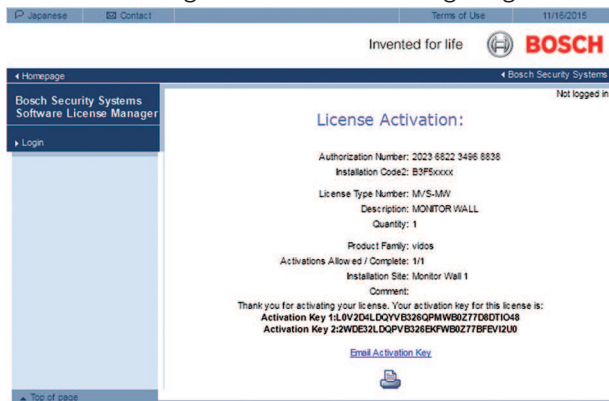 Japanese Contact Terms of Use 11/16/2015
Invented for life BOSCH
Homepage Bosch Security Systems
Not logged in
Bosch Security Systems
Software License Manager
Login
License Activation:
Authorization Number: 2023 6822 3496 8838
Installation Code2: B3F5xxxx
License Type Number: MVS-MW
Description: MONITOR WALL
Quantity: 1
Product Family: vidos
Activations Allowed / Complete: 1/1
Installation Site: Monitor Wall 1
Comment:
Thank you for activating your license. Your activation key for this license is:
Activation Key 1:L0V2D4LDQYVB326QPMWB0Z77D8DTIO48
Activation Key 2:2WDE32LDQPVB326EKFWB0Z77BFEVI2U0
Email Activation Key
Top of page